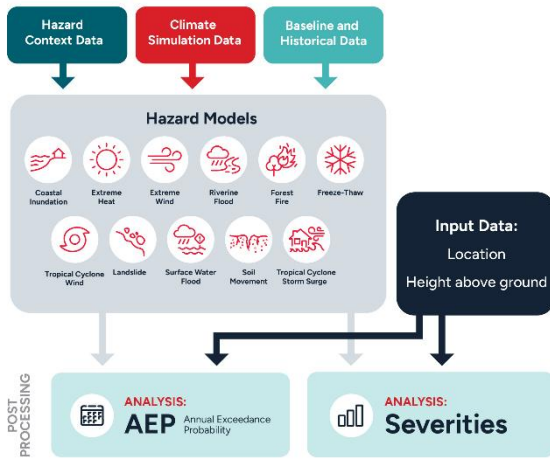 Hazard
Context Data
Climate
Simulation Data
Baseline and
Historical Data
Hazard Models
Coastal
Inundation
Extreme
Heat
Extreme
Wind
Riverine
Flood
Forest
Fire
Freeze-Thaw
Tropical Cyclone
Wind
Landslide
Surface Water
Flood
Soil
Movement
Tropical Cyclone
Storm Surge
Input Data:
Location
Height above ground
POST
PROCESSING
ANALYSIS:
AEP Annual Exceedance
Probability
ANALYSIS:
Severities